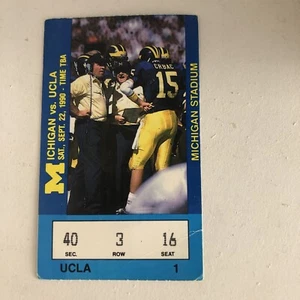 MICHIGAN vs. UCLA
SAT., SEPT. 22, 1990 - TIME TBA
GRBAC
15
MICHIGAN STADIUM
40 3 16
SEC. ROW SEAT
UCLA 1